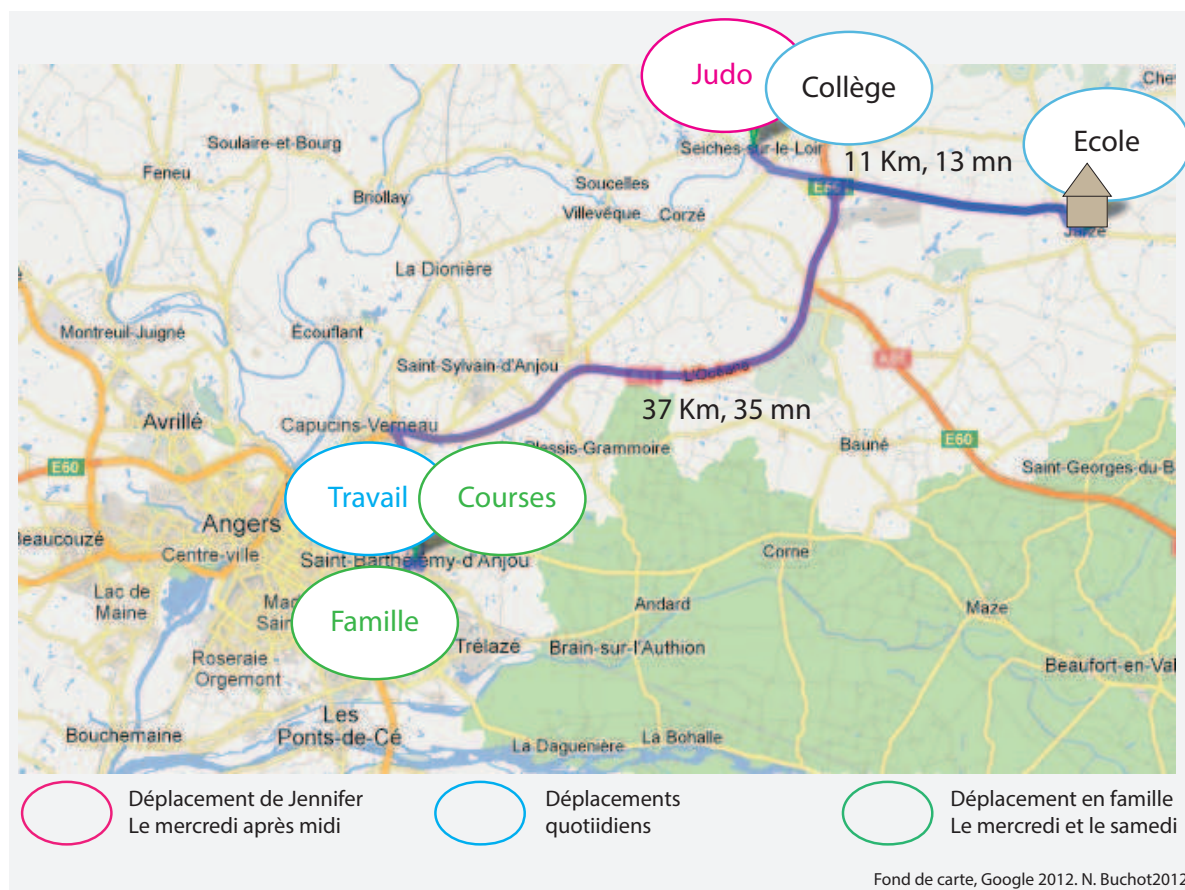 Judo
Collège
Ecole
Che
Seiches-sur-le-Loir
11 Km, 13 mn
Soulaire-et-Bourg
Feneu
Briollay
Soucelles
Villevêque
Corzé
Jarzé
La Dionière
Montreuil-Juigné
Écouflant
Saint-Sylvain-d'Anjou
L'Océane
37 Km, 35 mn
Avrillé
Capucins-Verneau
Plessis-Grammoire
Bauné
E60
E60
Saint-Georges-du-B
Travail
Courses
Angers
Beaucouzé
Centre-ville
Saint-Barthélemy-d'Anjou
Corne
Lac de
Maine
Famille
Andard
Maze
Trélazé
Brain-sur-l'Authion
Roseraie -
Orgemont
Beaufort-en-Val
Bouchemaine
Les
Ponts-de-Cé
La Daguenière
La Bohalle
Déplacement de Jennifer
Le mercredi après midi
Déplacements
quotiidiens
Déplacement en famille
Le mercredi et le samedi
Fond de carte, Google 2012. N. Buchot2012